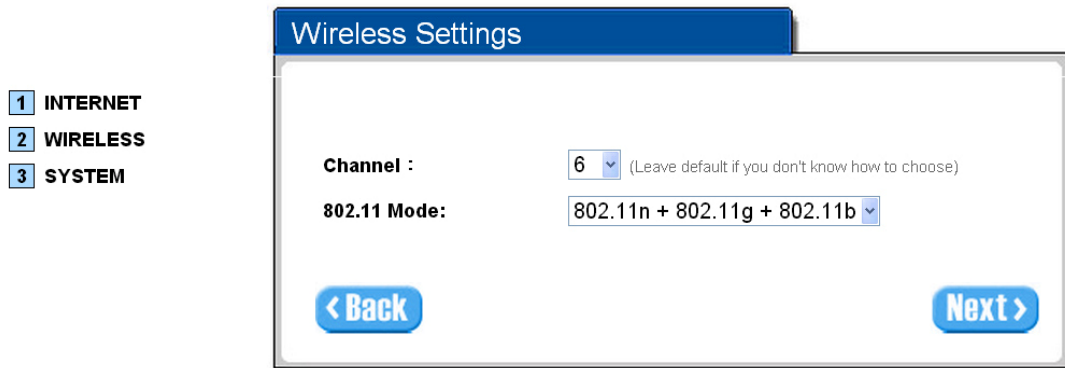 Wireless Settings
1 INTERNET
2 WIRELESS
3 SYSTEM
Channel : 6 (Leave default if you don't know how to choose)
802.11 Mode: 802.11n + 802.11g + 802.11b
< Back
Next >